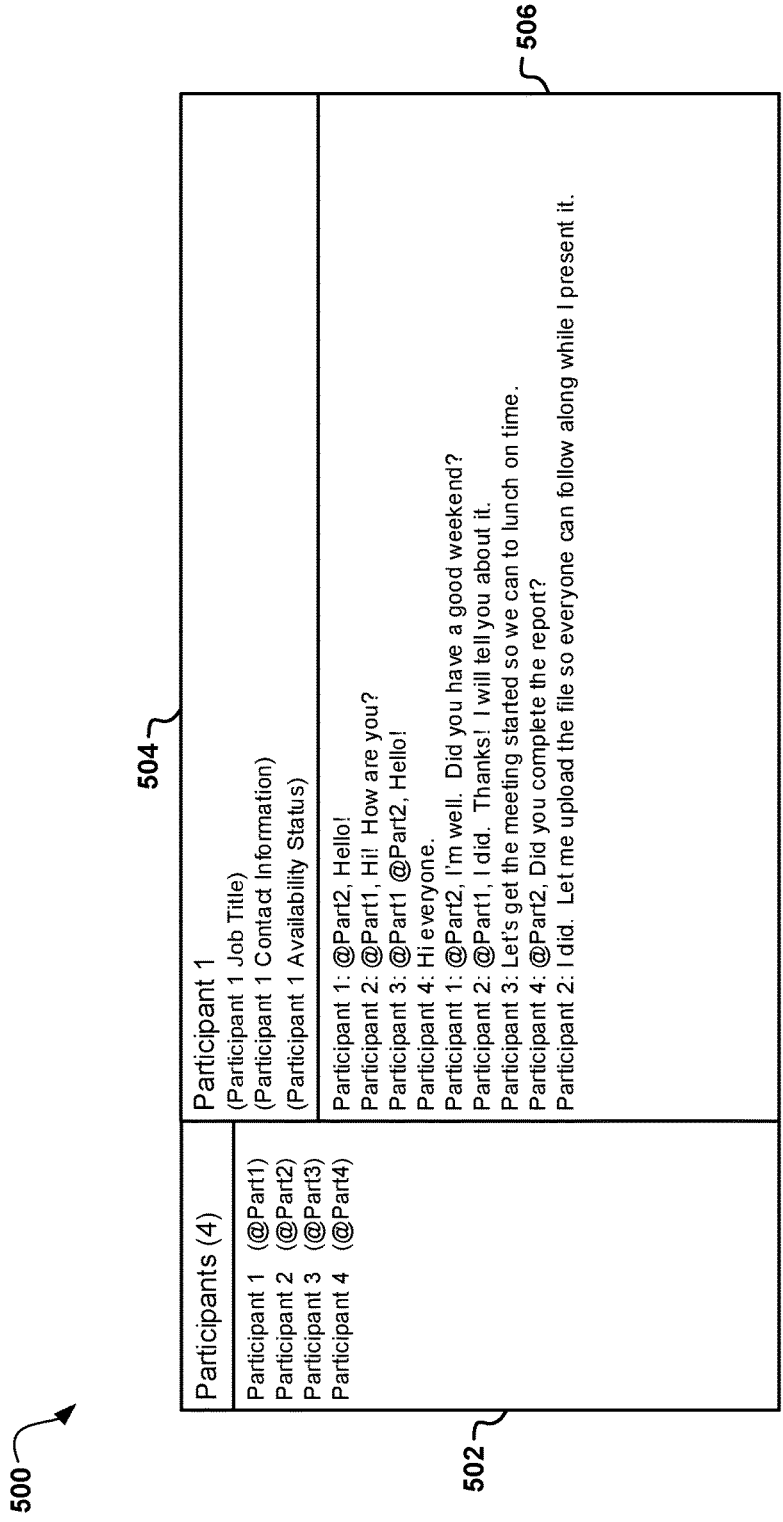 500
504
Participants (4)
Participant 1 (@Part1)
Participant 2 (@Part2)
Participant 3 (@Part3)
Participant 4 (@Part4)
502
Participant 1
(Participant 1 Job Title)
(Participant 1 Contact Information)
(Participant 1 Availability Status)
Participant 1: @Part2, Hello!
Participant 2: @Part1, Hi! How are you?
Participant 3: @Part1 @Part2, Hello!
Participant 4: Hi everyone.
Participant 1: @Part2, I'm well. Did you have a good weekend?
Participant 2: @Part1, I did. Thanks! I will tell you about it.
Participant 3: Let's get the meeting started so we can to lunch on time.
Participant 4: @Part2, Did you complete the report?
Participant 2: I did. Let me upload the file so everyone can follow along while I present it.
506